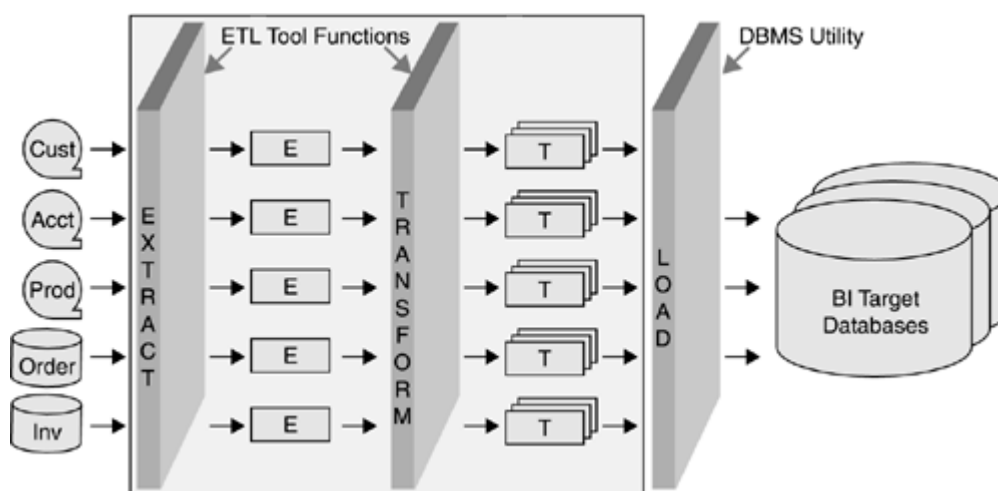 ETL Tool Functions
DBMS Utility
Cust
E
T
Acct
E
T
Prod
E
T
Order
E
T
Inv
E
T
EXTRACT
TRANSFORM
LOAD
BI Target
Databases